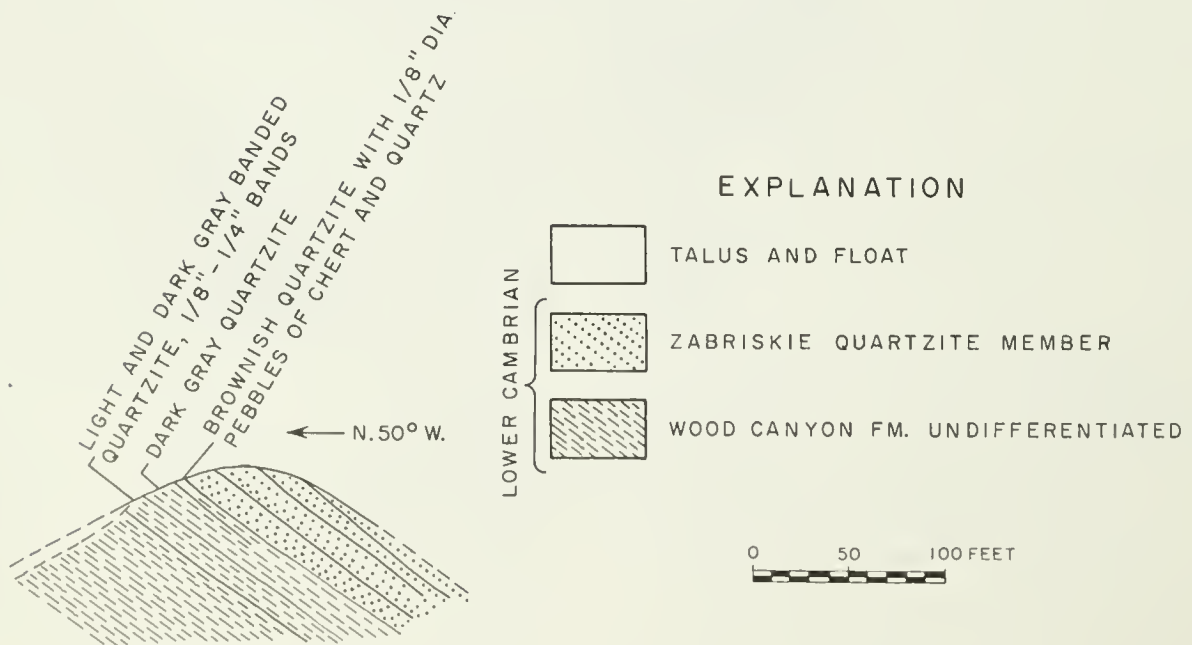 LIGHT AND DARK GRAY BANDED
QUARTZITE, 1/8"-1/4" BANDS
DARK GRAY QUARTZITE
BROWNISH QUARTZITE WITH 1/8" DIA.
PEBBLES OF CHERT AND QUARTZ
N.50° W.
EXPLANATION
TALUS AND FLOAT
LOWER CAMBRIAN
ZABRISKIE QUARTZITE MEMBER
WOOD CANYON FM. UNDIFFERENTIATED
0 50 100 FEET